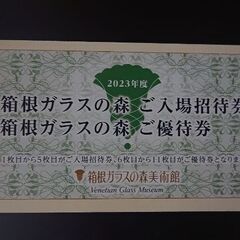 2023年度
箱根ガラスの森 ご入場招待券
箱根ガラスの森 ご優待券
1枚目から5枚目がご入場招待券、6枚目から11枚目がご優待券となりま
箱根ガラスの森美術館
Venetian Glass Museum